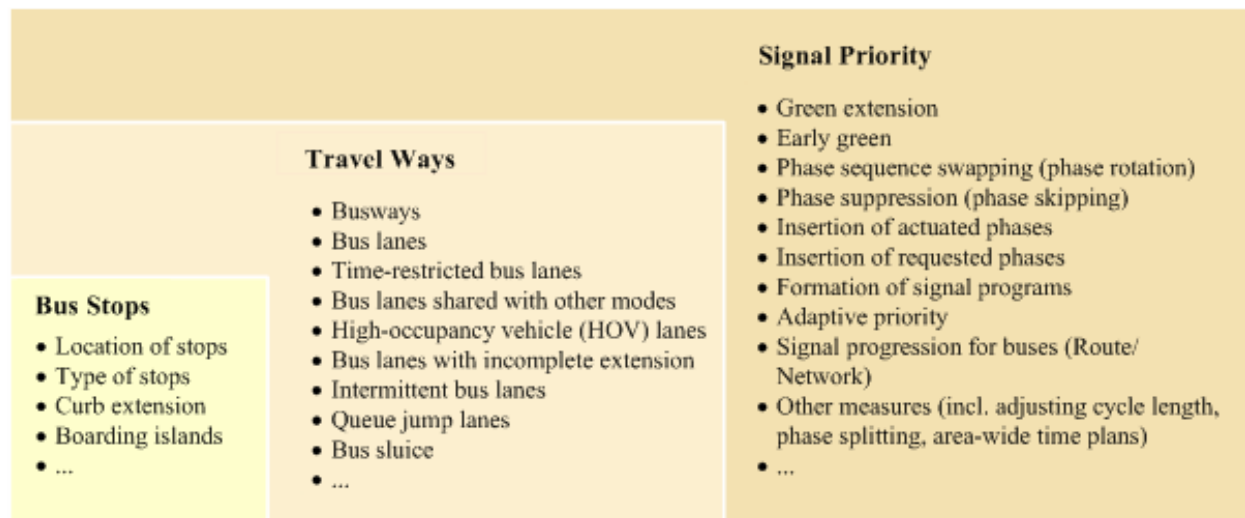 Signal Priority
• Green extension
• Early green
• Phase sequence swapping (phase rotation)
• Phase suppression (phase skipping)
• Insertion of actuated phases
• Insertion of requested phases
• Formation of signal programs
• Adaptive priority
• Signal progression for buses (Route/
Network)
• Other measures (incl. adjusting cycle length,
phase splitting, area-wide time plans)
• ...
Travel Ways
• Busways
• Bus lanes
• Time-restricted bus lanes
• Bus lanes shared with other modes
• High-occupancy vehicle (HOV) lanes
• Bus lanes with incomplete extension
• Intermittent bus lanes
• Queue jump lanes
• Bus sluice
• ...
Bus Stops
• Location of stops
• Type of stops
• Curb extension
• Boarding islands
• ...